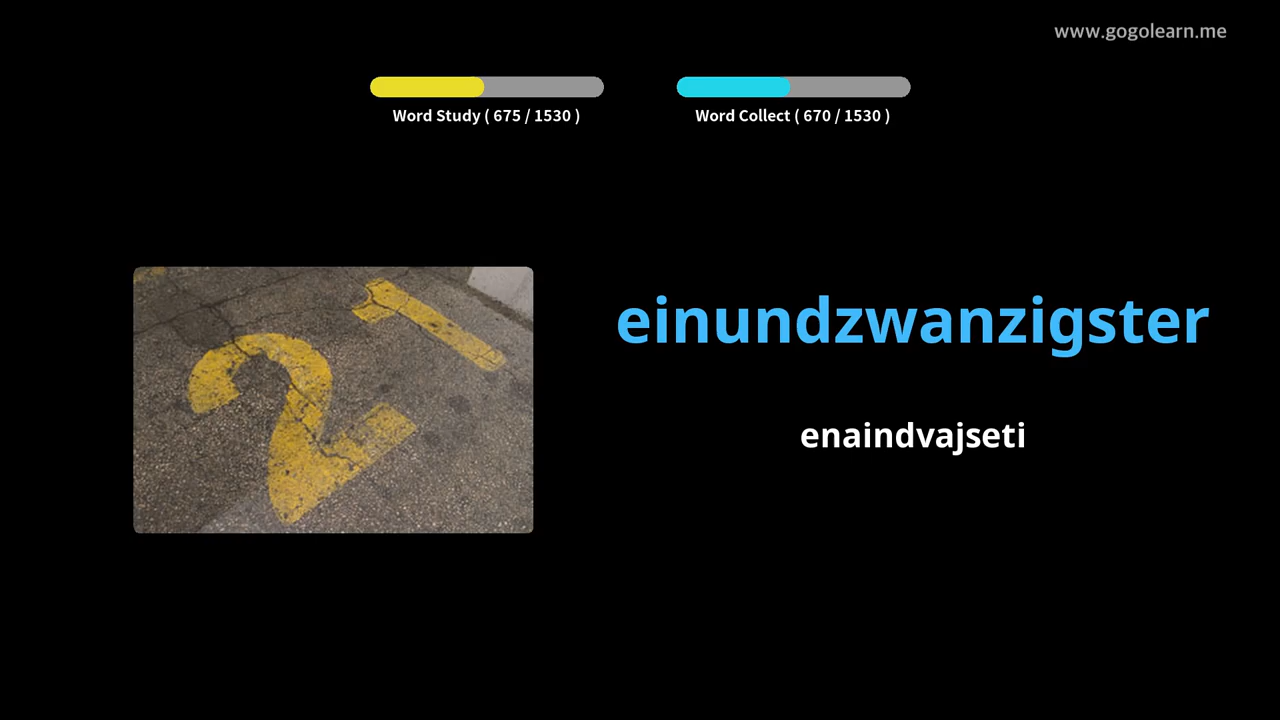 www.gogolearn.me
Word Study ( 675 / 1530 )
Word Collect ( 670 / 1530 )
21
einundzwanzigster
enaindvajseti